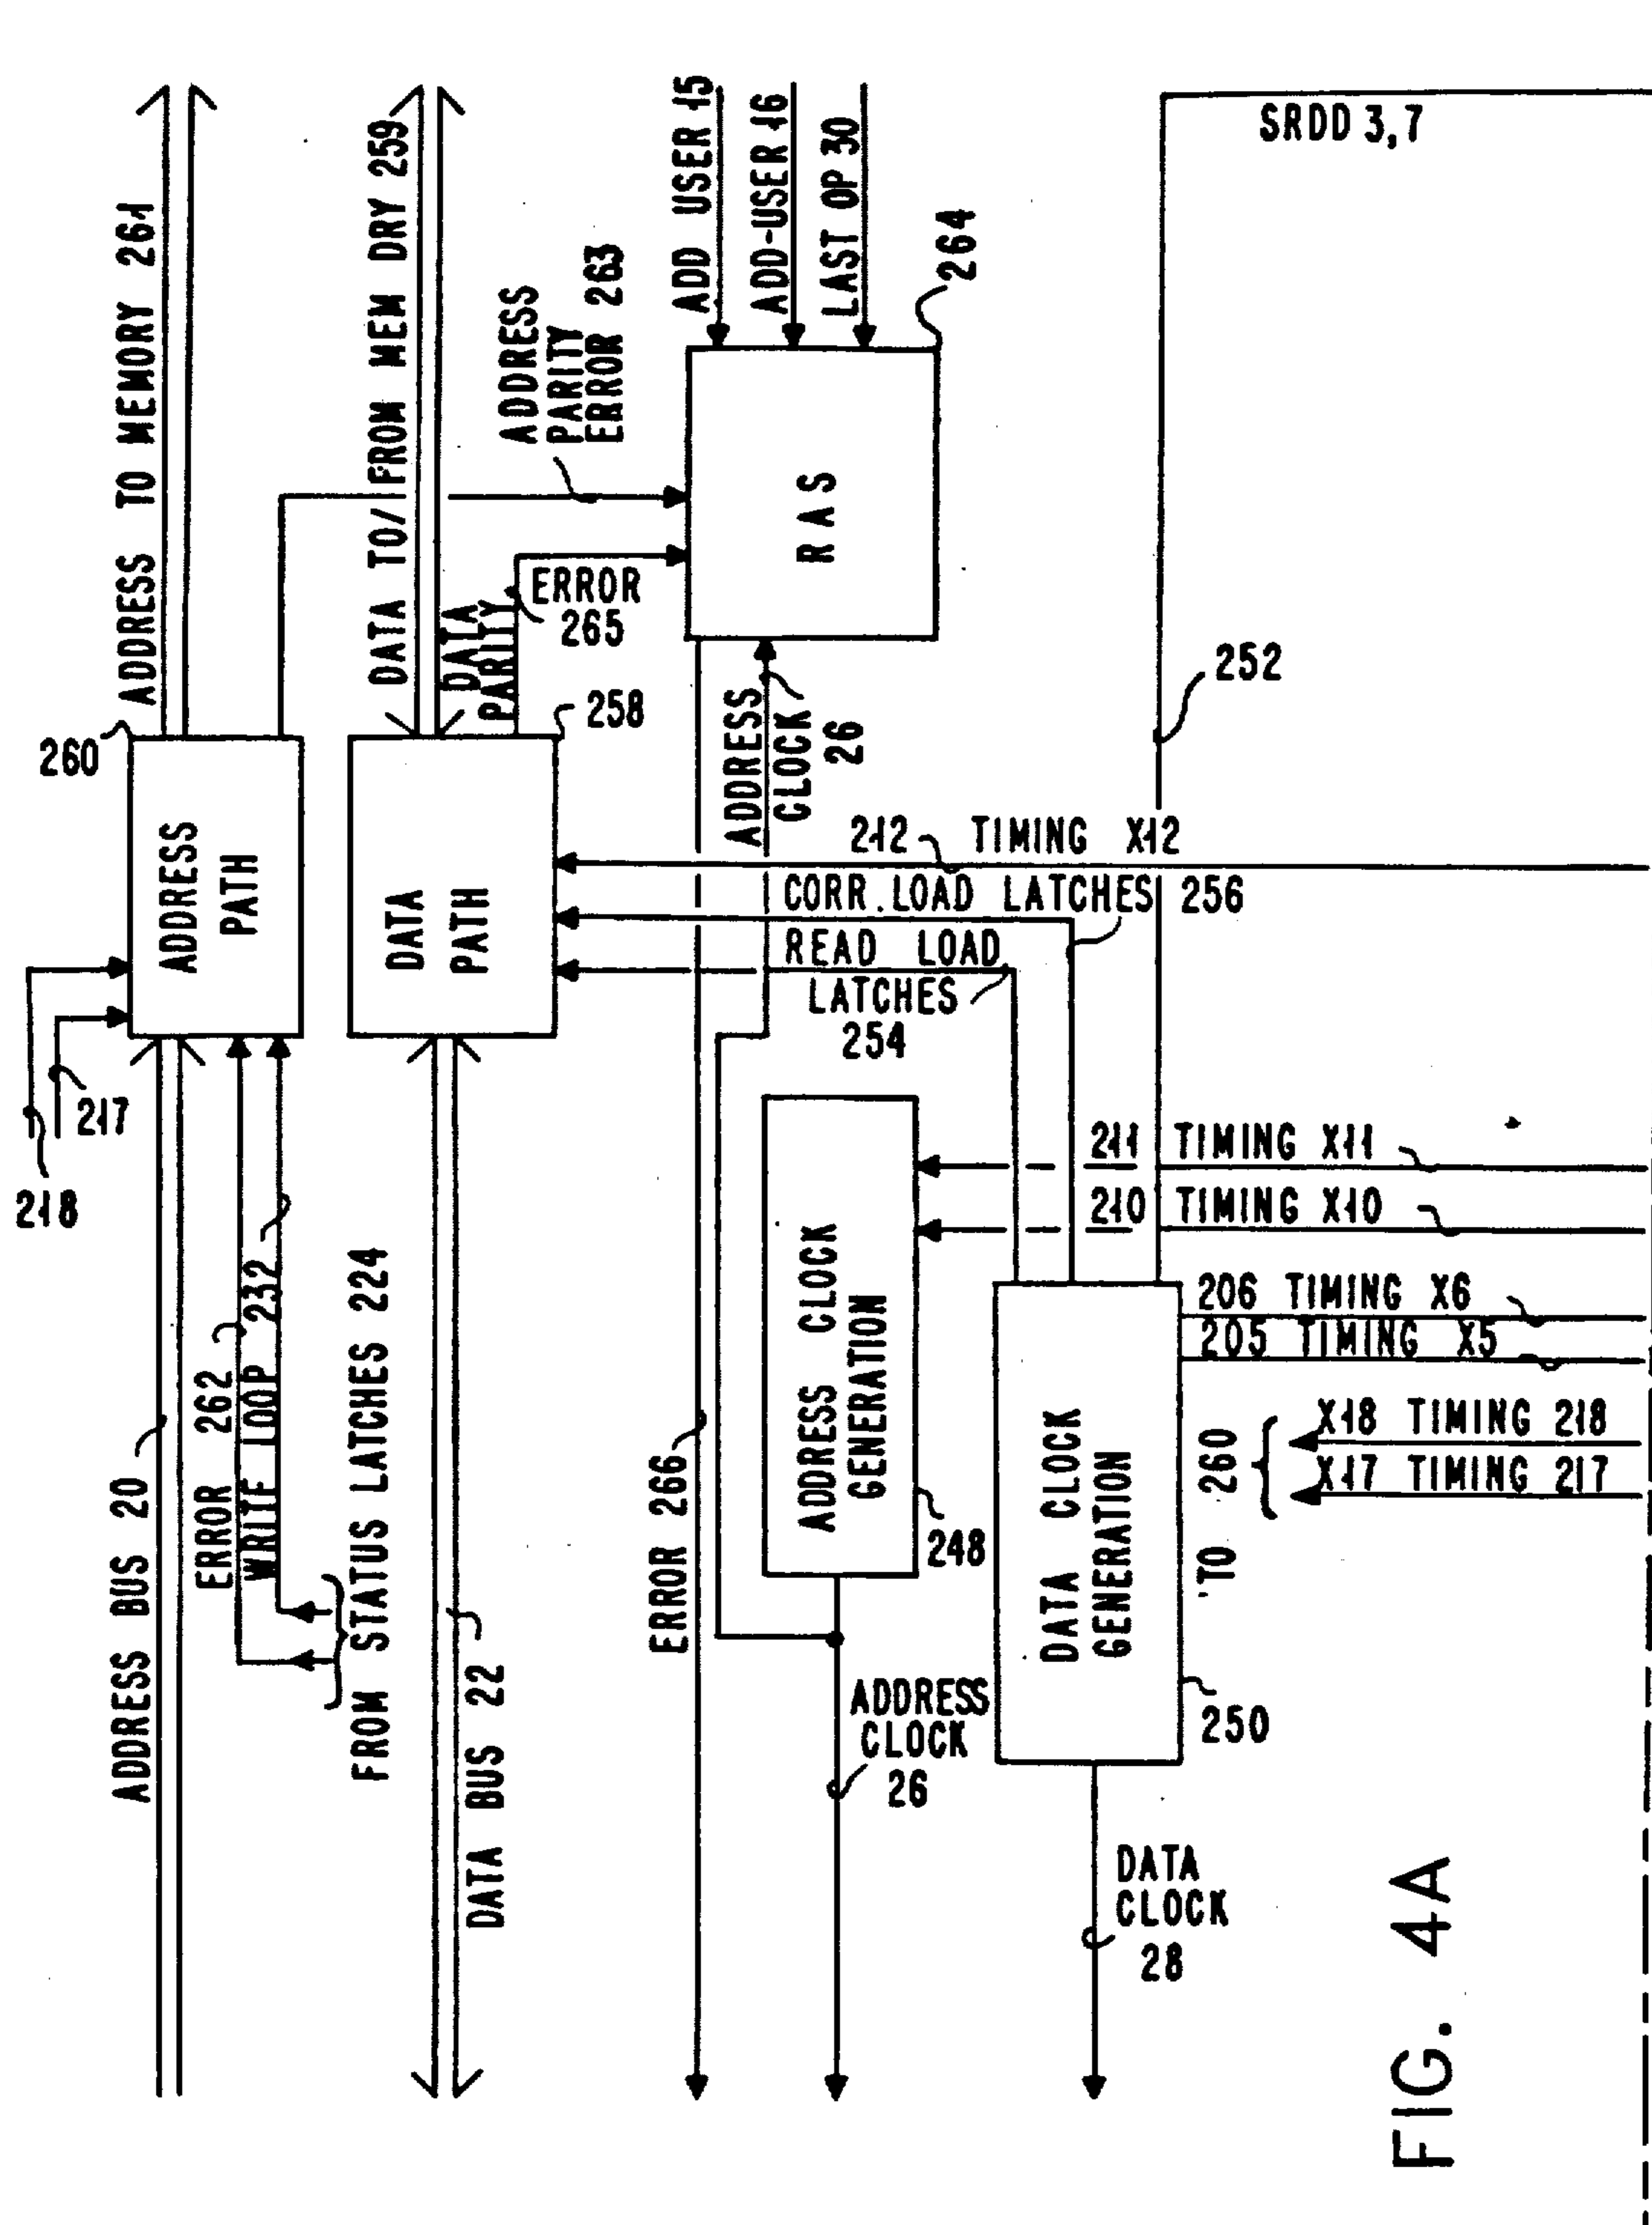 ADDRESS TO MEMORY 261
DATA TO/FROM MEM DRY 259
ADDRESS
PARITY
ERROR 263
ADD USER 15
ADD-USER 16
LAST OP 30
264
SRDD 3,7
DATA
PARITY
ERROR
265
RAS
260
ADDRESS
PATH
258
DATA
PATH
ADDRESS
CLOCK
26
252
212 TIMING X12
CORR. LOAD LATCHES 256
READ LOAD
LATCHES
254
217
218
211 TIMING X11
210 TIMING X10
206 TIMING X6
205 TIMING X5
X18 TIMING 218
X17 TIMING 217
TO 260
ADDRESS BUS 20
ERROR 262
WRITE LOOP 232
FROM STATUS LATCHES 224
DATA BUS 22
ERROR 266
ADDRESS CLOCK
GENERATION
248
DATA CLOCK
GENERATION
250
ADDRESS
CLOCK
26
DATA
CLOCK
28
FIG. 4A